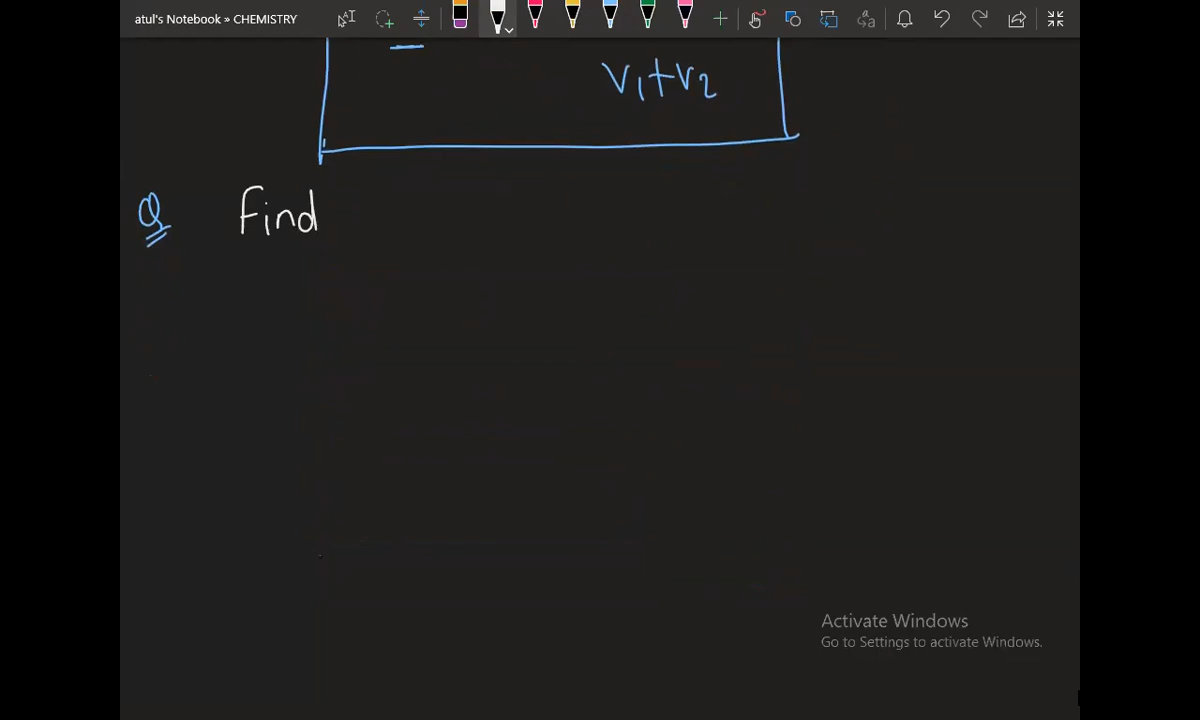 atul's Notebook » CHEMISTRY
V₁+V₂
Q Find
Activate Windows
Go to Settings to activate Windows.